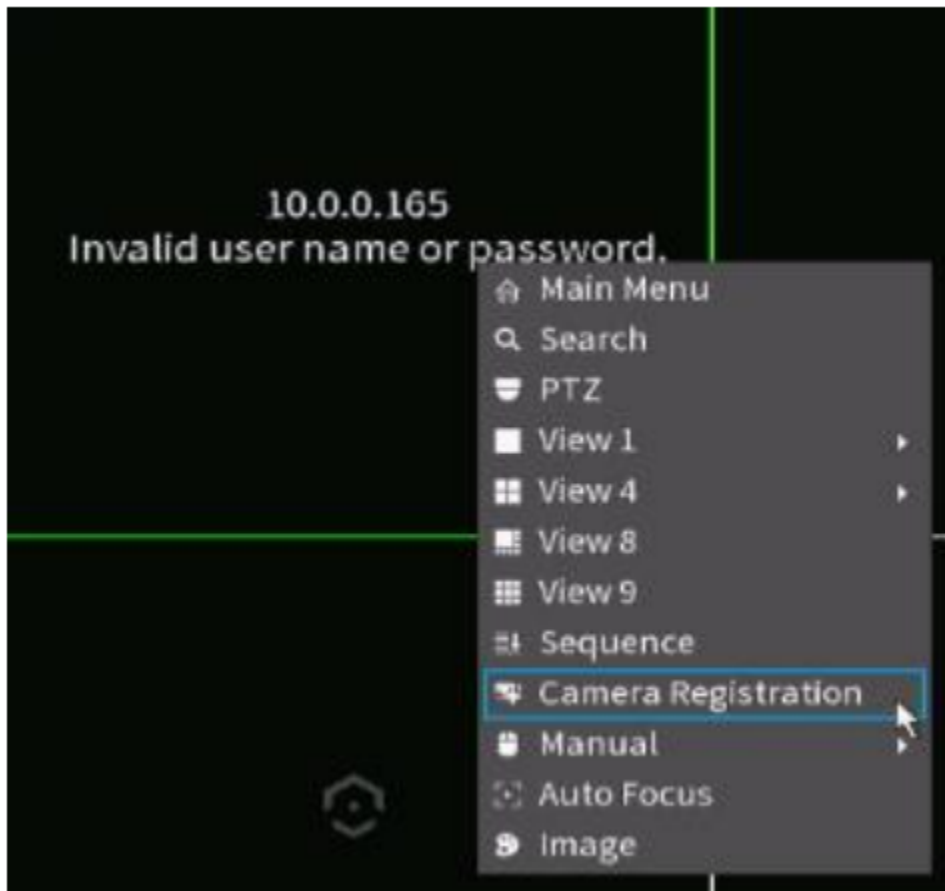 10.0.0.165
Invalid user name or password.
Main Menu
Search
PTZ
View 1
View 4
View 8
View 9
Sequence
Camera Registration
Manual
Auto Focus
Image